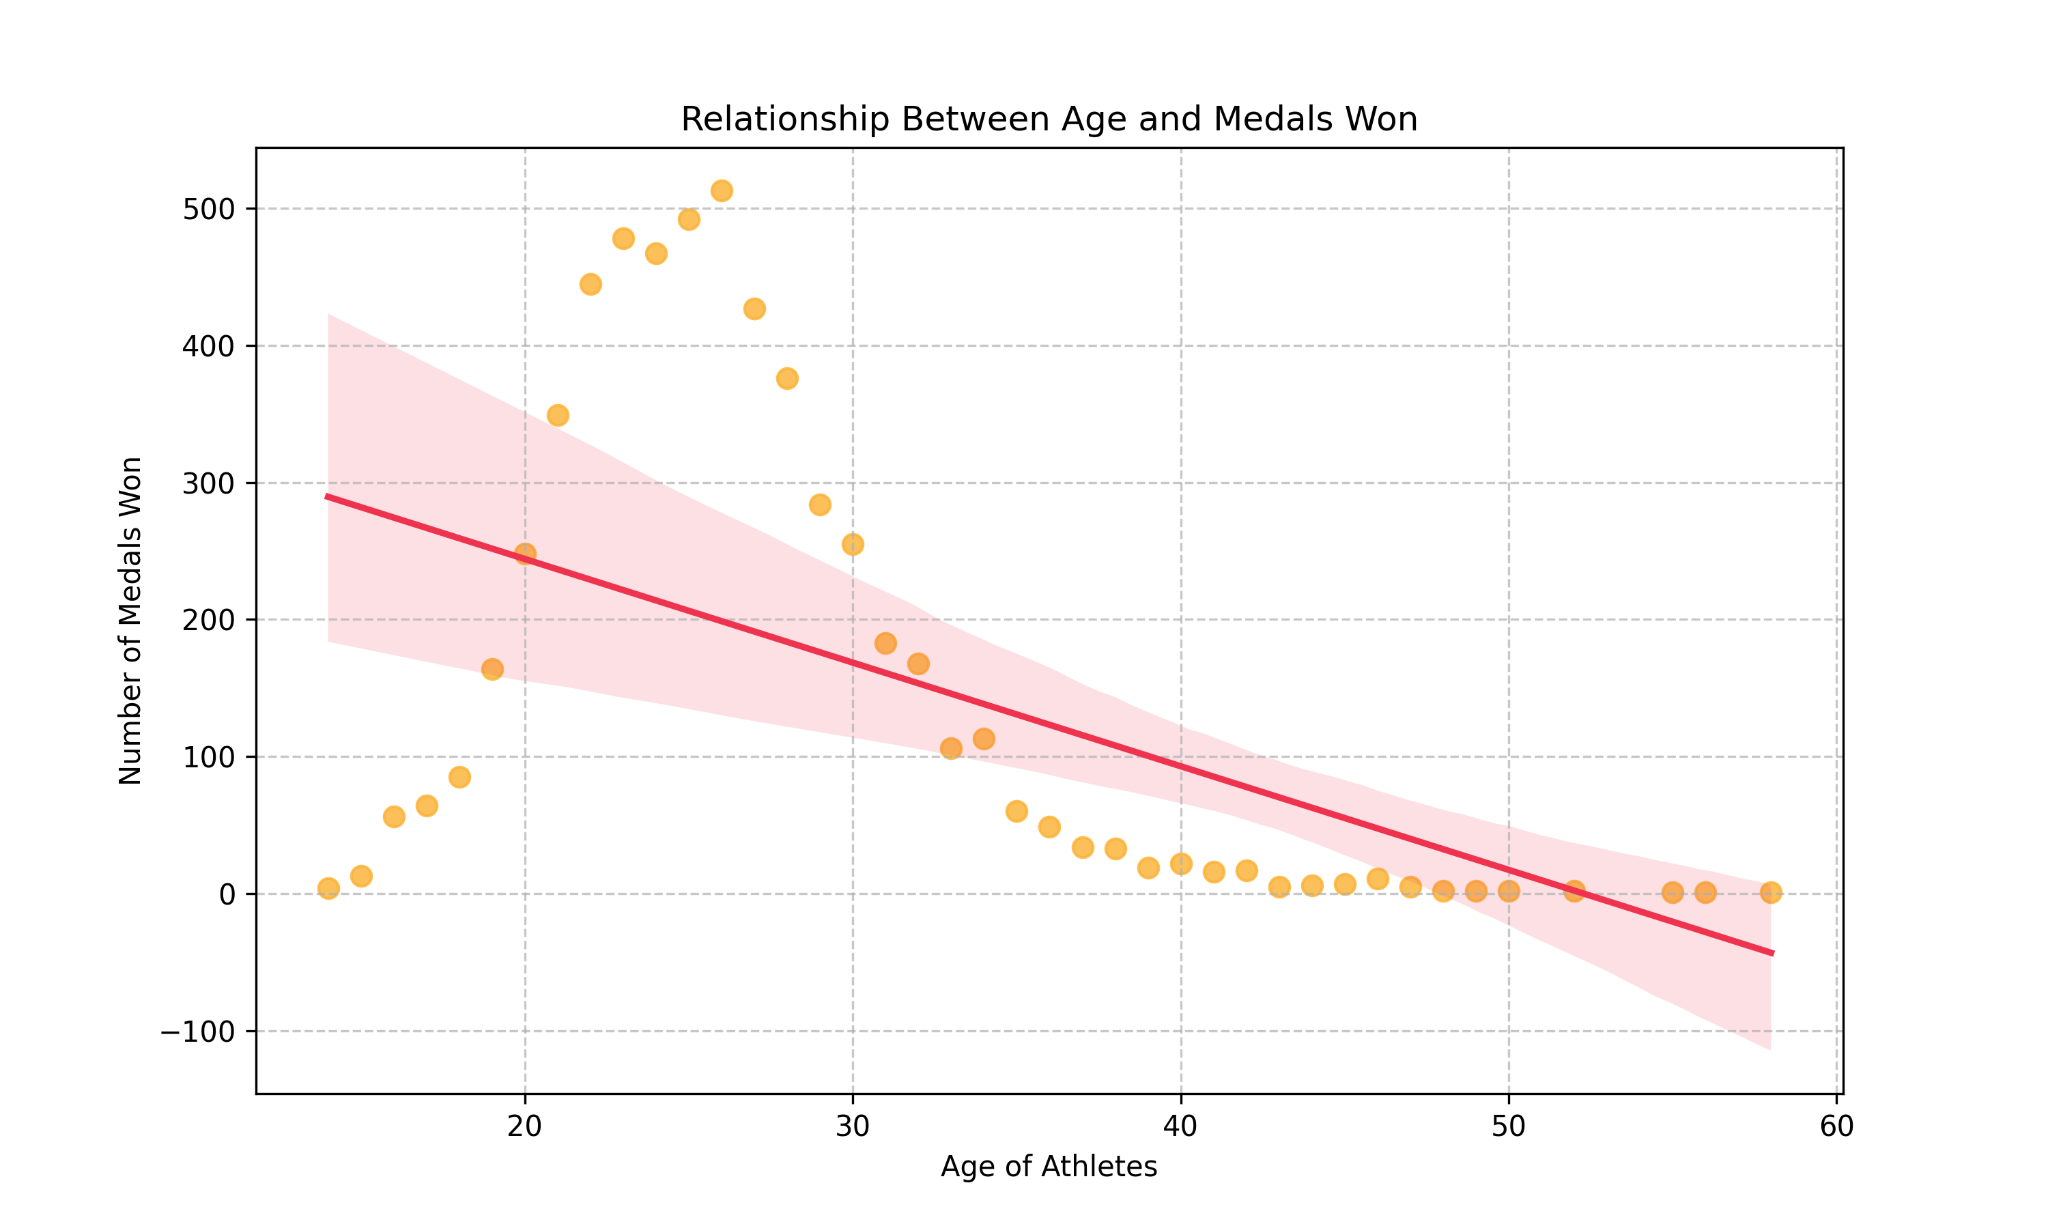 Relationship Between Age and Medals Won
Number of Medals Won
500
400
300
200
100
0
−100
20 30 40 50 60
Age of Athletes